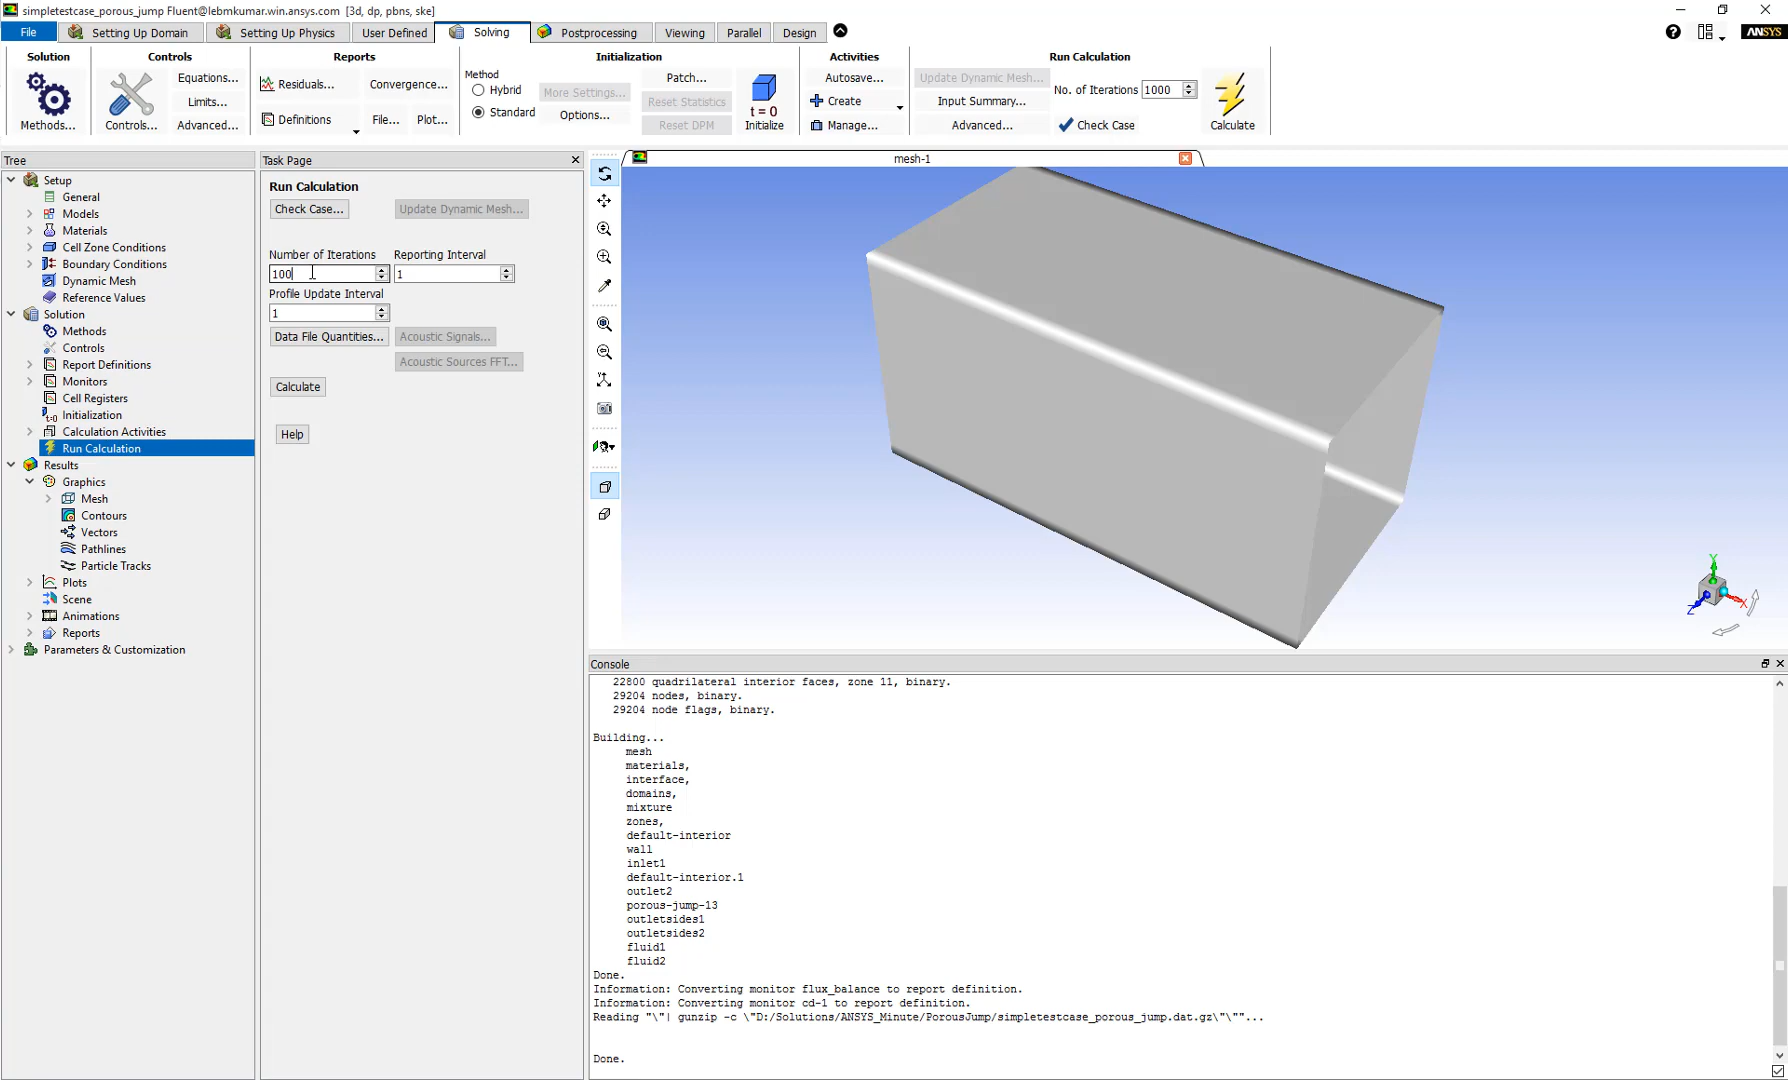 simpletestcase_porous_jump Fluent@lebmkumar.win.ansys.com [3d, dp, pbns, ske]
File
Setting Up Domain
Setting Up Physics
User Defined
Solving
Postprocessing
Viewing
Parallel
Design
ANSYS
Solution
Methods...
Controls
Controls...
Equations...
Limits...
Advanced...
Reports
Residuals...
Convergence...
Definitions
File...
Plot...
Initialization
Method
Hybrid
Standard
More Settings...
Options...
Patch...
Reset Statistics
Reset DPM
t = 0
Initialize
Activities
Autosave...
Create
Manage...
Run Calculation
Update Dynamic Mesh...
Input Summary...
Advanced...
No. of Iterations 1000
Check Case
Calculate
Tree
Setup
General
Models
Materials
Cell Zone Conditions
Boundary Conditions
Dynamic Mesh
Reference Values
Solution
Methods
Controls
Report Definitions
Monitors
Cell Registers
t=0
Initialization
Calculation Activities
Run Calculation
Results
Graphics
Mesh
Contours
Vectors
Pathlines
Particle Tracks
Plots
Scene
Animations
Reports
Parameters & Customization
Task Page
Run Calculation
Check Case...
Update Dynamic Mesh...
Number of Iterations
Reporting Interval
100
1
Profile Update Interval
1
Data File Quantities...
Acoustic Signals...
Acoustic Sources FFT...
Calculate
Help
mesh-1
Y
X
Z
Console
22800 quadrilateral interior faces, zone 11, binary.
29204 nodes, binary.
29204 node flags, binary.
Building...
mesh
materials,
interface,
domains,
mixture
zones,
default-interior
wall
inlet1
default-interior.1
outlet2
porous-jump-13
outletsides1
outletsides2
fluid1
fluid2
Done.
Information: Converting monitor flux_balance to report definition.
Information: Converting monitor cd-1 to report definition.
Reading "\"| gunzip -c \"D:/Solutions/ANSYS_Minute/PorousJump/simpletestcase_porous_jump.dat.gz\"\""...
Done.